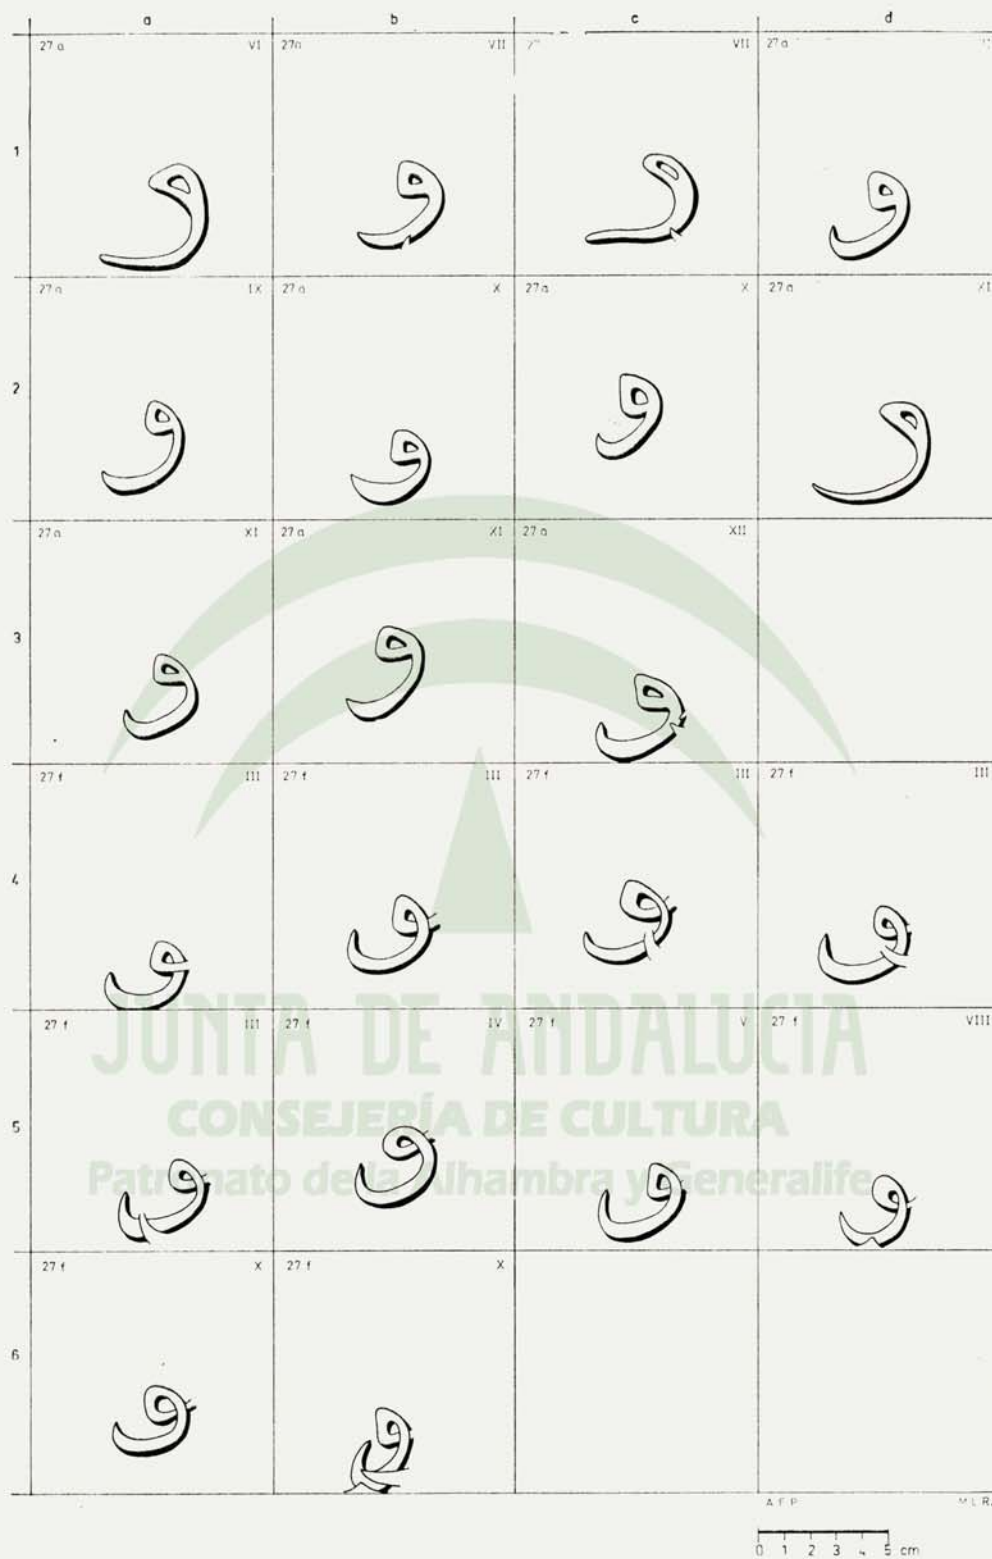 a b c d
27 a VI 27 a VII VII 27 a
1 و و و و
27 a IX 27 a X 27 a X 27 a XI
2 و و و و
27 a XI 27 a XI 27 a XII
3 و و و
27 f III 27 f III 27 f III 27 f III
4 و و و و
27 f III 27 f IV 27 f V 27 f VIII
5 و و و و
27 f X 27 f X
6 و و
JUNTA DE ANDALUCIA
CONSEJERÍA DE CULTURA
Patronato de la Alhambra y Generalife
A F P M L R.
0 1 2 3 4 5 cm